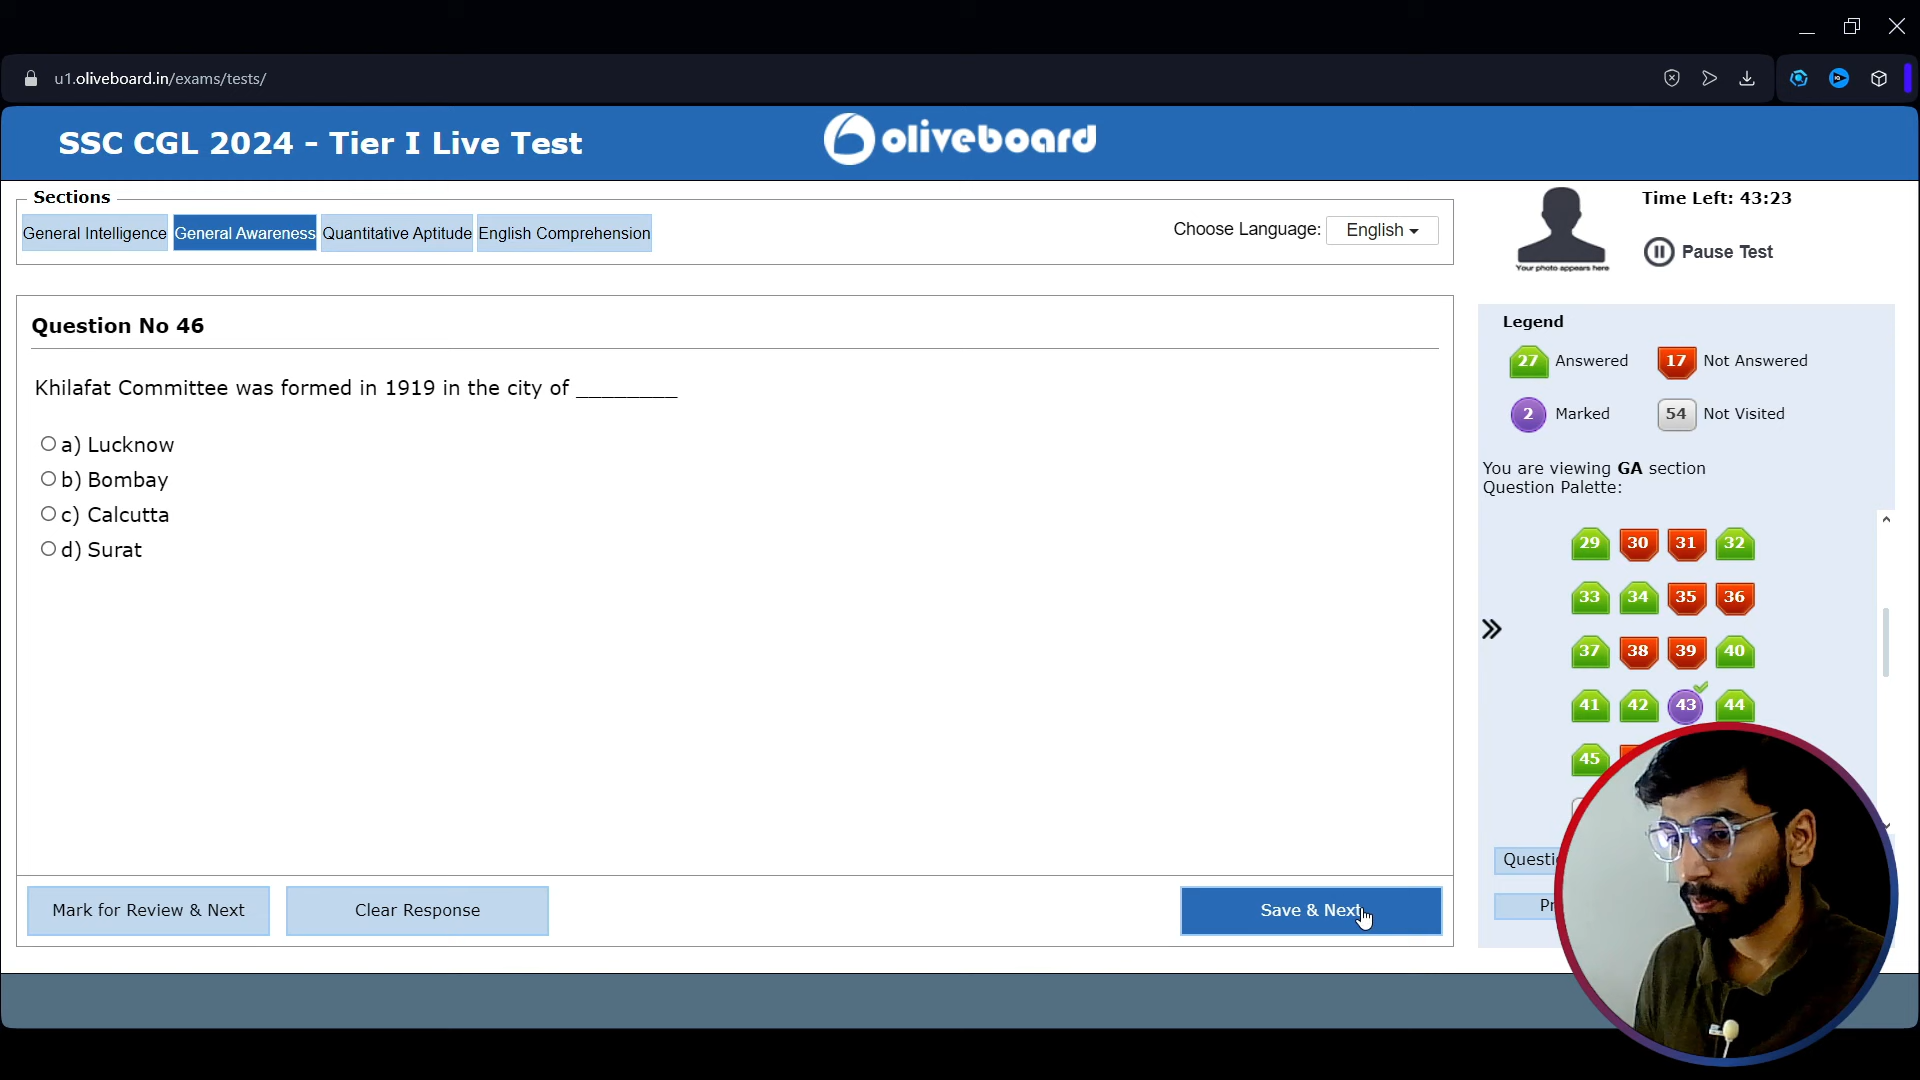 u1.oliveboard.in/exams/tests/
SSC CGL 2024 - Tier I Live Test
oliveboard
Sections
General Intelligence
General Awareness
Quantitative Aptitude
English Comprehension
Choose Language: English
Your photo appears here
Time Left: 43:23
Pause Test
Question No 46
Khilafat Committee was formed in 1919 in the city of ________
a) Lucknow
b) Bombay
c) Calcutta
d) Surat
Mark for Review & Next
Clear Response
Save & Next
Legend
27 Answered
17 Not Answered
2 Marked
54 Not Visited
You are viewing GA section
Question Palette:
29 30 31 32
33 34 35 36
37 38 39 40
41 42 43 44
45